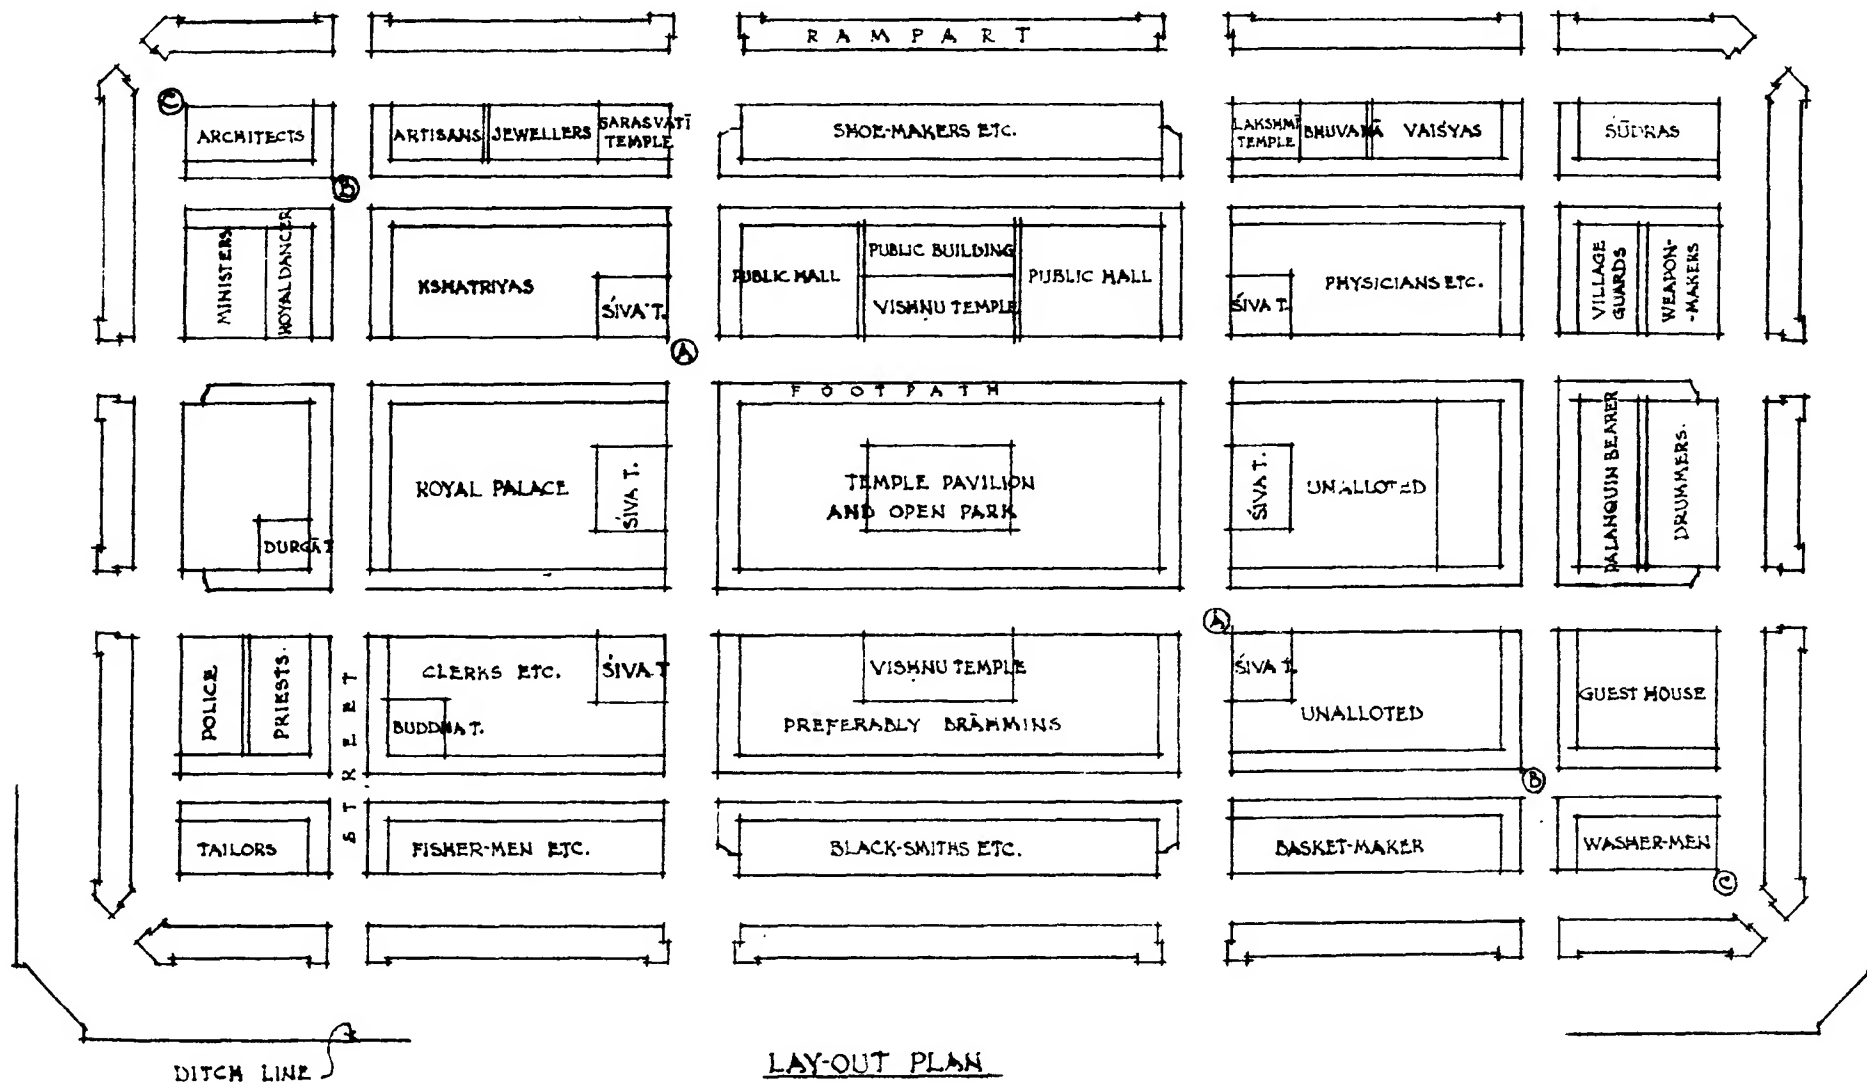 RAMPART
C
ARCHITECTS
ARTISANS
JEWELLERS
SARASVATĪ
TEMPLE
SHOE-MAKERS ETC.
LAKSHMĪ
TEMPLE
BHUVANĀ
VAIŚYAS
ŚŪDRAS
B
MINISTERS
ROYAL DANCER
KSHATRIYAS
ŚIVA T.
PUBLIC HALL
PUBLIC BUILDING
VISHṆU TEMPLE
PUBLIC HALL
ŚIVA T.
PHYSICIANS ETC.
VILLAGE
GUARDS
WEAPON-
-MAKERS
A
FOOTPATH
DURGĀ T
ROYAL PALACE
ŚIVA T.
TEMPLE PAVILION
AND OPEN PARK
ŚIVA T.
UNALLOTED
PALANQUIN BEARER
DRUMMERS.
A
POLICE
PRIESTS.
STREET
CLERKS ETC.
ŚIVA T
BUDDHA T.
VISHṆU TEMPLE
PREFERABLY BRĀHMINS
ŚIVA T.
UNALLOTED
GUEST HOUSE
B
TAILORS
FISHER-MEN ETC.
BLACK-SMITHS ETC.
BASKET-MAKER
WASHER-MEN
C
DITCH LINE
LAY-OUT PLAN